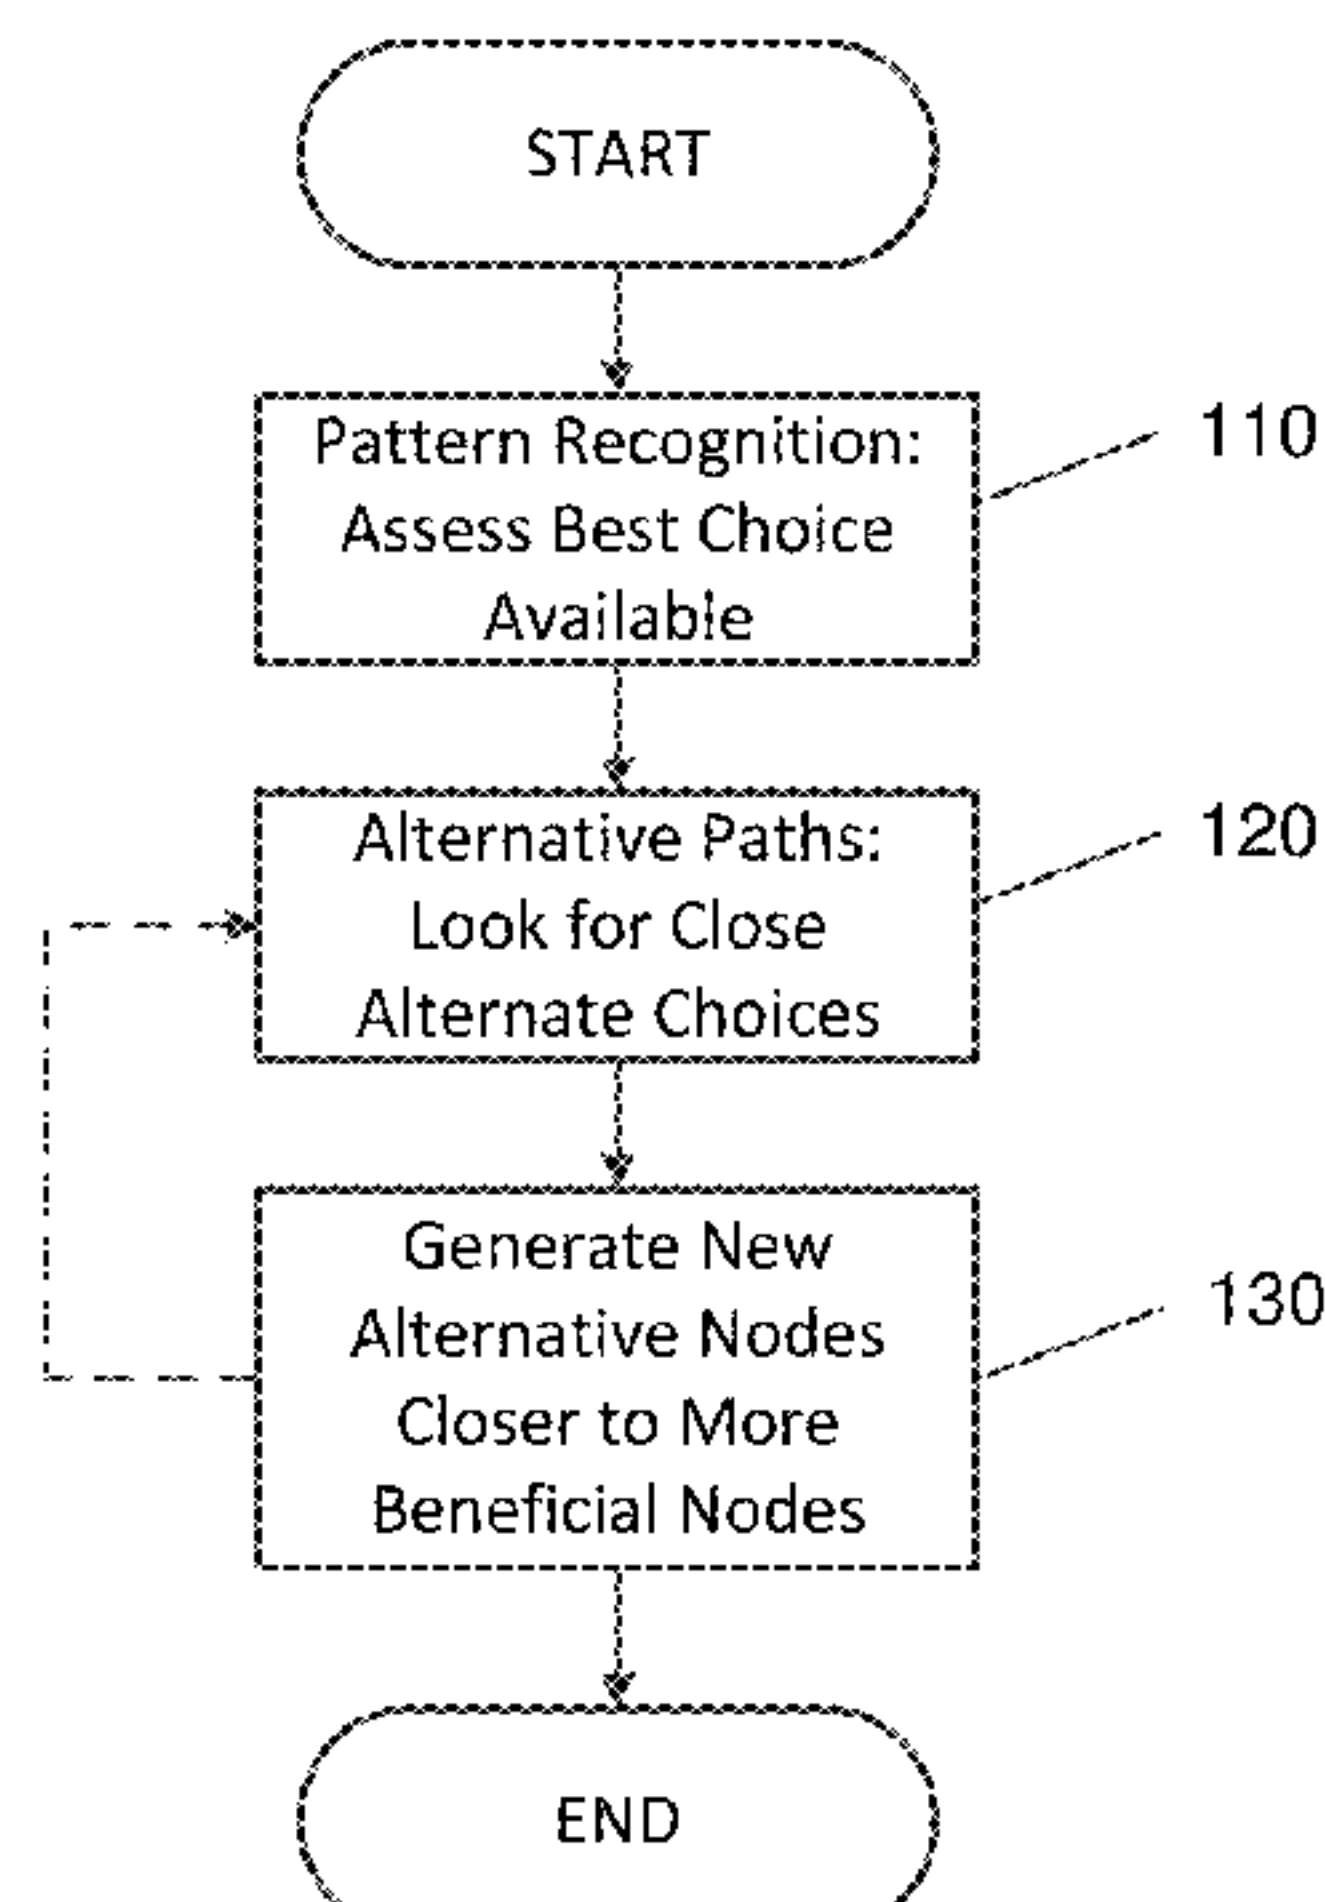 START
Pattern Recognition:
110
Assess Best Choice
Available
Alternative Paths:
120
Look for Close
Alternate Choices
Generate New
130
Alternative Nodes
Closer to More
Beneficial Nodes
END